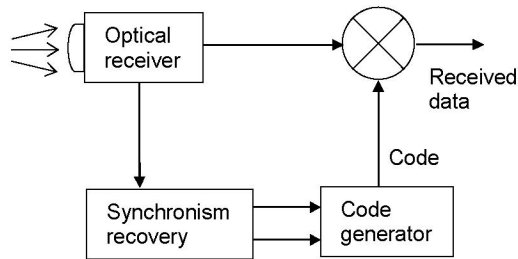 Optical
receiver
Received
data
Code
Synchronism
recovery
Code
generator